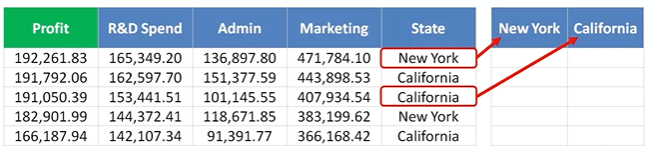 Profit R&D Spend Admin Marketing State New York California
192,261.83 165,349.20 136,897.80 471,784.10 New York
191,792.06 162,597.70 151,377.59 443,898.53 California
191,050.39 153,441.51 101,145.55 407,934.54 California
182,901.99 144,372.41 118,671.85 383,199.62 New York
166,187.94 142,107.34 91,391.77 366,168.42 California